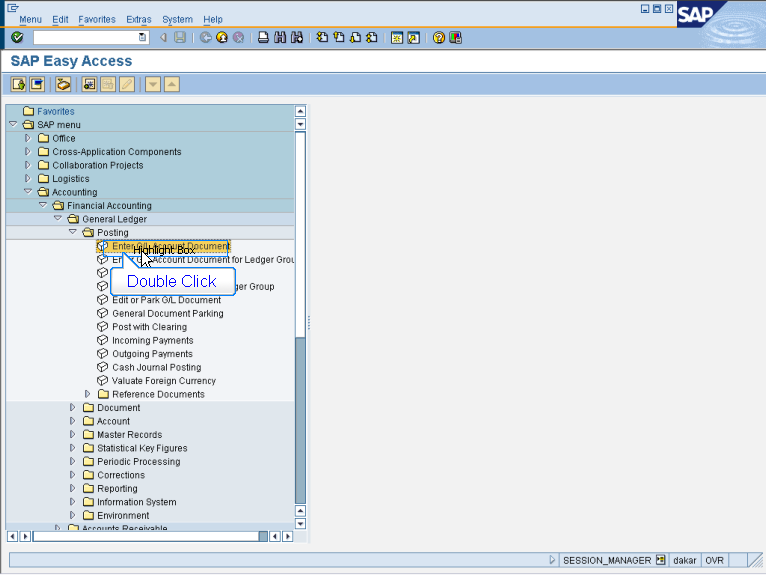 Menu Edit Favorites Extras System Help
SAP
SAP Easy Access
Favorites
SAP menu
Office
Cross-Application Components
Collaboration Projects
Logistics
Accounting
Financial Accounting
General Ledger
Posting
Enter G/L Account Document
Highlight Box
Account Document for Ledger Grou
Double Click
ger Group
Edit or Park G/L Document
General Document Parking
Post with Clearing
Incoming Payments
Outgoing Payments
Cash Journal Posting
Valuate Foreign Currency
Reference Documents
Document
Account
Master Records
Statistical Key Figures
Periodic Processing
Corrections
Reporting
Information System
Environment
Accounts Receivable
SESSION_MANAGER dakar OVR